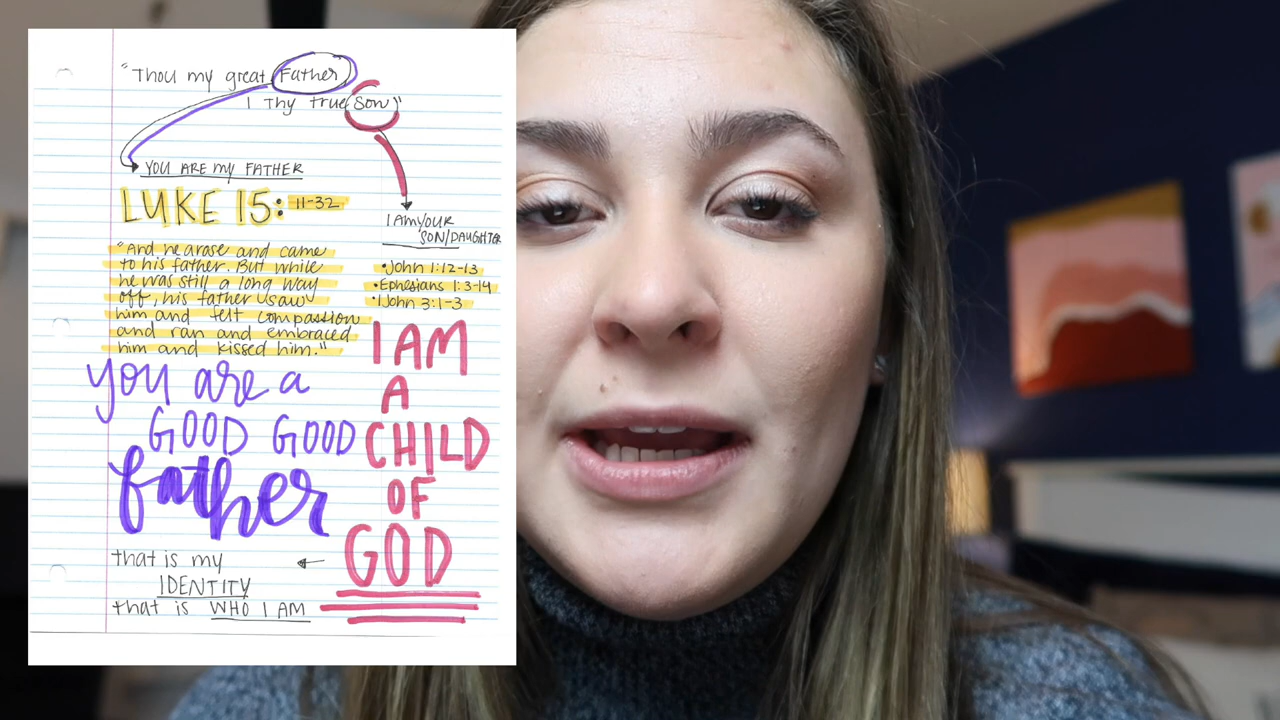 "Thou my great Father
I Thy true Son"
YOU ARE MY FATHER
LUKE 15: 11-32
"And he arose and came
to his father. But while
he was still a long way
off, his father saw
him and felt compassion
and ran and embraced
him and kissed him."
you are a
GOOD GOOD
father
I AM YOUR
SON/DAUGHTER
•John 1:12-13
•Ephesians 1:3-14
•1 John 3:1-3
I AM
A
CHILD
OF
GOD
that is my
IDENTITY
that is WHO I AM